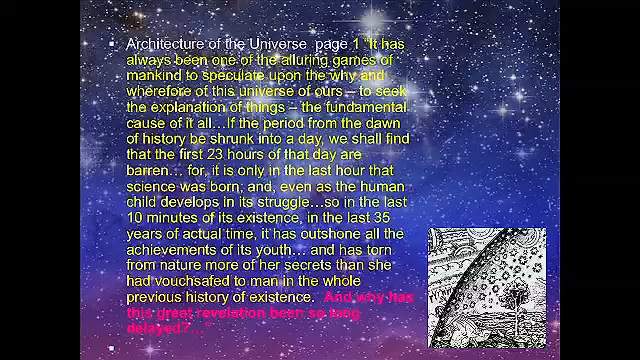 Architecture of the Universe page 1 “It has
always been one of the alluring games of
mankind to speculate upon the why and
wherefore of this universe of ours – to seek
the explanation of things – the fundamental
cause of it all…If the period from the dawn
of history be shrunk into a day, we shall find
that the first 23 hours of that day are
barren… for, it is only in the last hour that
science was born; and, even as the human
child develops in its struggle…so in the last
10 minutes of its existence, in the last 35
years of actual time, it has outshone all the
achievements of its youth… and has torn
from nature more of her secrets than she
had vouchsafed to man in the whole
previous history of existence. And why has
this great revelation been so long
delayed?…”